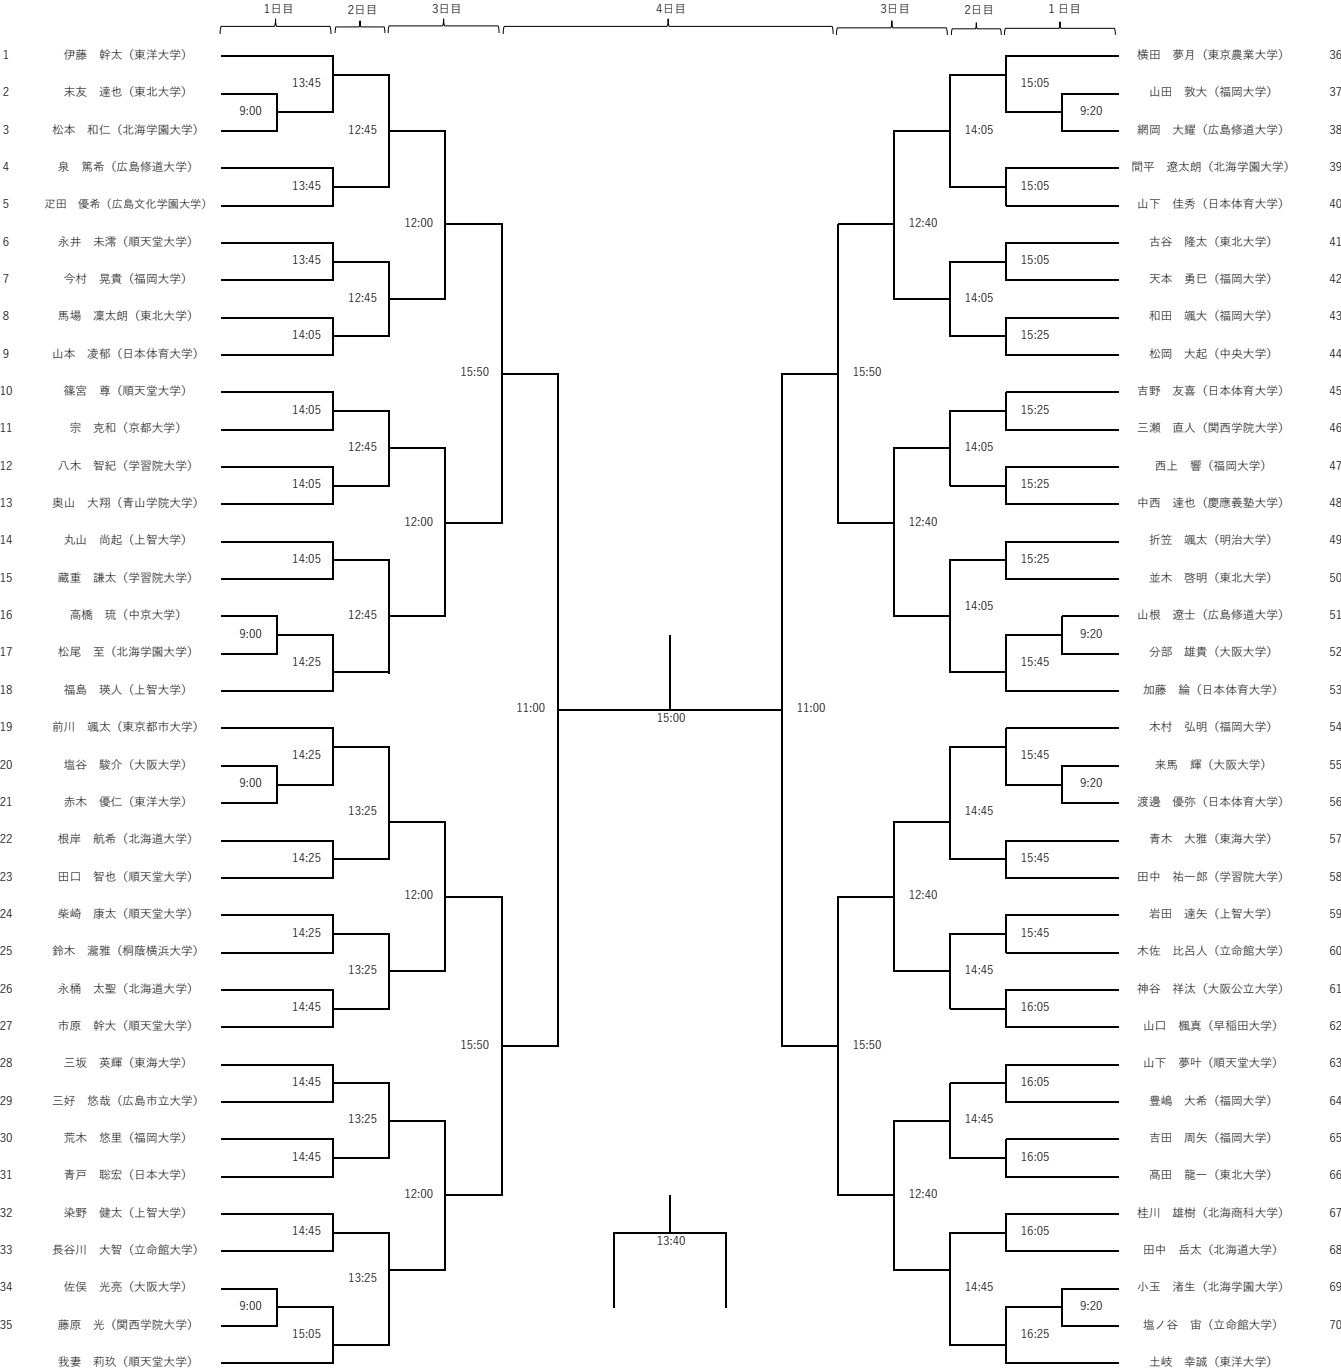 1日目 2日目 3日目 4日目 3日目 2日目 1 日目
1 伊藤　幹太（東洋大学） 横田　夢月（東京農業大学） 36
13:45 15:05
2 末友　達也（東北大学） 山田　敦大（福岡大学） 37
9:00 9:20
3 松本　和仁（北海学園大学） 12:45 14:05 網岡　大耀（広島修道大学） 38
4 泉　篤希（広島修道大学） 間平　遼太朗（北海学園大学） 39
13:45 15:05
5 疋田　優希（広島文化学園大学） 山下　佳秀（日本体育大学） 40
12:00 12:40
6 永井　未澪（順天堂大学） 古谷　隆太（東北大学） 41
13:45 15:05
7 今村　晃貴（福岡大学） 天本　勇巳（福岡大学） 42
12:45 14:05
8 馬場　凜太朗（東北大学） 和田　颯大（福岡大学） 43
14:05 15:25
9 山本　凌郁（日本体育大学） 松岡　大起（中央大学） 44
15:50 15:50
10 篠宮　尊（順天堂大学） 吉野　友喜（日本体育大学） 45
14:05 15:25
11 宗　克和（京都大学） 三瀬　直人（関西学院大学） 46
12:45 14:05
12 八木　智紀（学習院大学） 西上　響（福岡大学） 47
14:05 15:25
13 奥山　大翔（青山学院大学） 中西　達也（慶應義塾大学） 48
12:00 12:40
14 丸山　尚起（上智大学） 折笠　颯太（明治大学） 49
14:05 15:25
15 蔵重　謙太（学習院大学） 並木　啓明（東北大学） 50
14:05
16 高橋　琉（中京大学） 12:45 山根　遼士（広島修道大学） 51
9:00 9:20
17 松尾　至（北海学園大学） 分部　雄貴（大阪大学） 52
14:25 15:45
18 福島　瑛人（上智大学） 加藤　綸（日本体育大学） 53
11:00 11:00
15:00
19 前川　颯太（東京都市大学） 木村　弘明（福岡大学） 54
14:25 15:45
20 塩谷　駿介（大阪大学） 来馬　輝（大阪大学） 55
9:00 9:20
21 赤木　優仁（東洋大学） 渡邊　優弥（日本体育大学） 56
13:25 14:45
22 根岸　航希（北海道大学） 青木　大雅（東海大学） 57
14:25 15:45
23 田口　智也（順天堂大学） 田中　祐一郎（学習院大学） 58
12:00 12:40
24 柴崎　康太（順天堂大学） 岩田　達矢（上智大学） 59
14:25 15:45
25 鈴木　瀧雅（桐蔭横浜大学） 木佐　比呂人（立命館大学） 60
13:25 14:45
26 永桶　太聖（北海道大学） 神谷　祥汰（大阪公立大学） 61
14:45 16:05
27 市原　幹大（順天堂大学） 山口　楓真（早稲田大学） 62
15:50 15:50
28 三坂　英輝（東海大学） 山下　夢叶（順天堂大学） 63
14:45 16:05
29 三好　悠哉（広島市立大学） 豊嶋　大希（福岡大学） 64
13:25 14:45
30 荒木　悠里（福岡大学） 吉田　周矢（福岡大学） 65
14:45 16:05
31 青戸　聡宏（日本大学） 髙田　龍一（東北大学） 66
12:00 12:40
32 染野　健太（上智大学） 桂川　雄樹（北海商科大学） 67
14:45 16:05
13:40
33 長谷川　大智（立命館大学） 田中　岳太（北海道大学） 68
13:25
34 佐俣　光亮（大阪大学） 14:45 小玉　渚生（北海学園大学） 69
9:00 9:20
35 藤原　光（関西学院大学） 塩ノ谷　宙（立命館大学） 70
15:05 16:25
我妻　莉玖（順天堂大学） 土岐　幸誠（東洋大学）